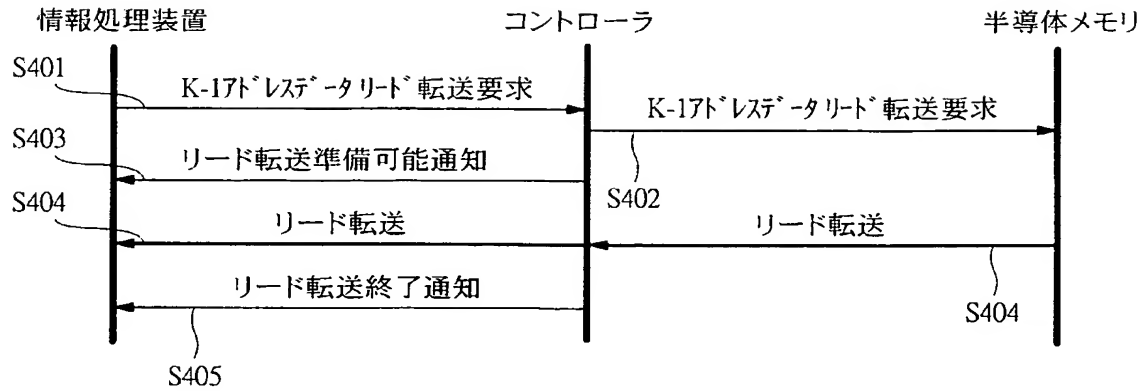 情報処理装置
コントローラ
半導体メモリ
S401
K-1ｱﾄﾞﾚｽﾃﾞｰﾀﾘｰﾄﾞ転送要求
K-1ｱﾄﾞﾚｽﾃﾞｰﾀﾘｰﾄﾞ転送要求
S403
リード転送準備可能通知
S402
S404
リード転送
リード転送
リード転送終了通知
S404
S405